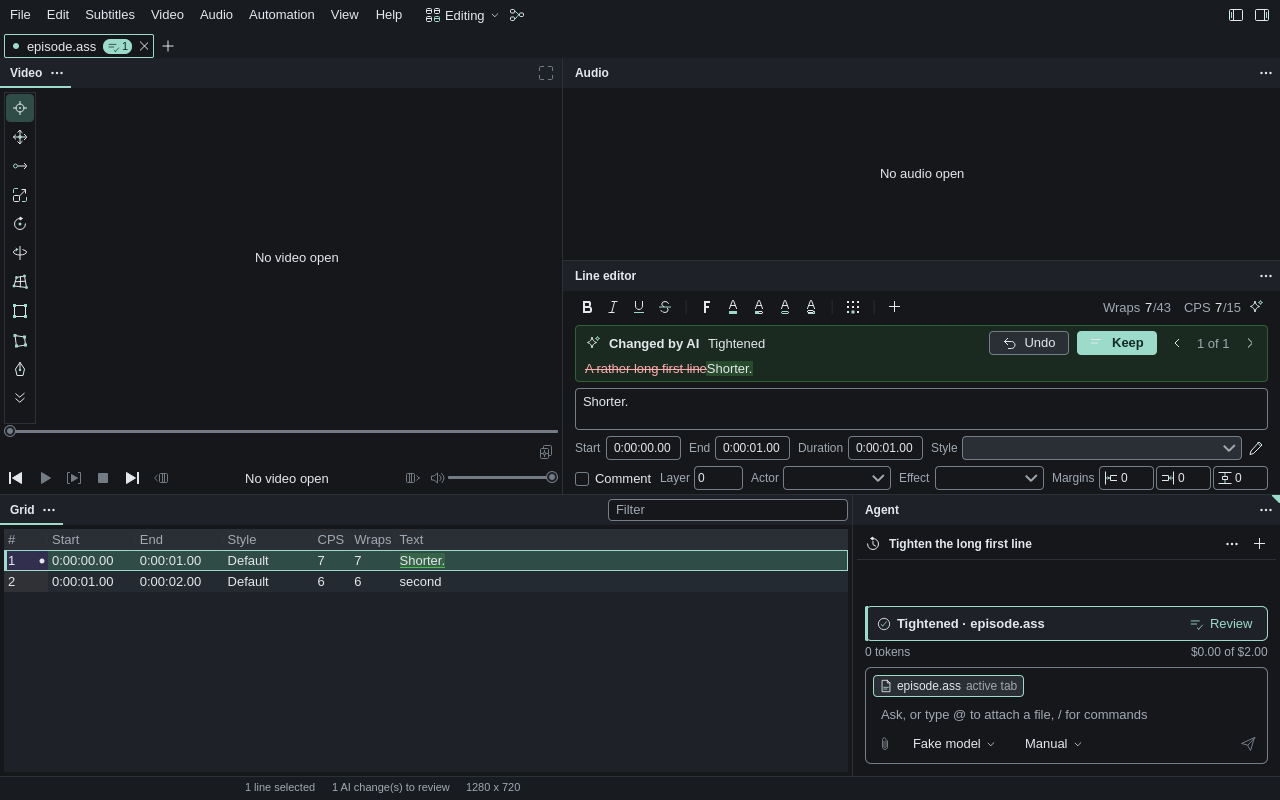 File Edit Subtitles Video Audio Automation View Help Editing
episode.ass 1
Video
Audio
No video open
No audio open
Line editor
B I U S F A A A A Wraps 7/43 CPS 7/15
Changed by AI Tightened Undo Keep 1 of 1
A rather long first lineShorter.
Shorter.
Start 0:00:00.00 End 0:00:01.00 Duration 0:00:01.00 Style
Comment Layer 0 Actor Effect Margins 0 0 0
No video open
Grid Filter
# Start End Style CPS Wraps Text
1 0:00:00.00 0:00:01.00 Default 7 7 Shorter.
2 0:00:01.00 0:00:02.00 Default 6 6 second
Agent
Tighten the long first line
Tightened · episode.ass Review
0 tokens $0.00 of $2.00
episode.ass active tab
Ask, or type @ to attach a file, / for commands
Fake model Manual
1 line selected 1 AI change(s) to review 1280 x 720